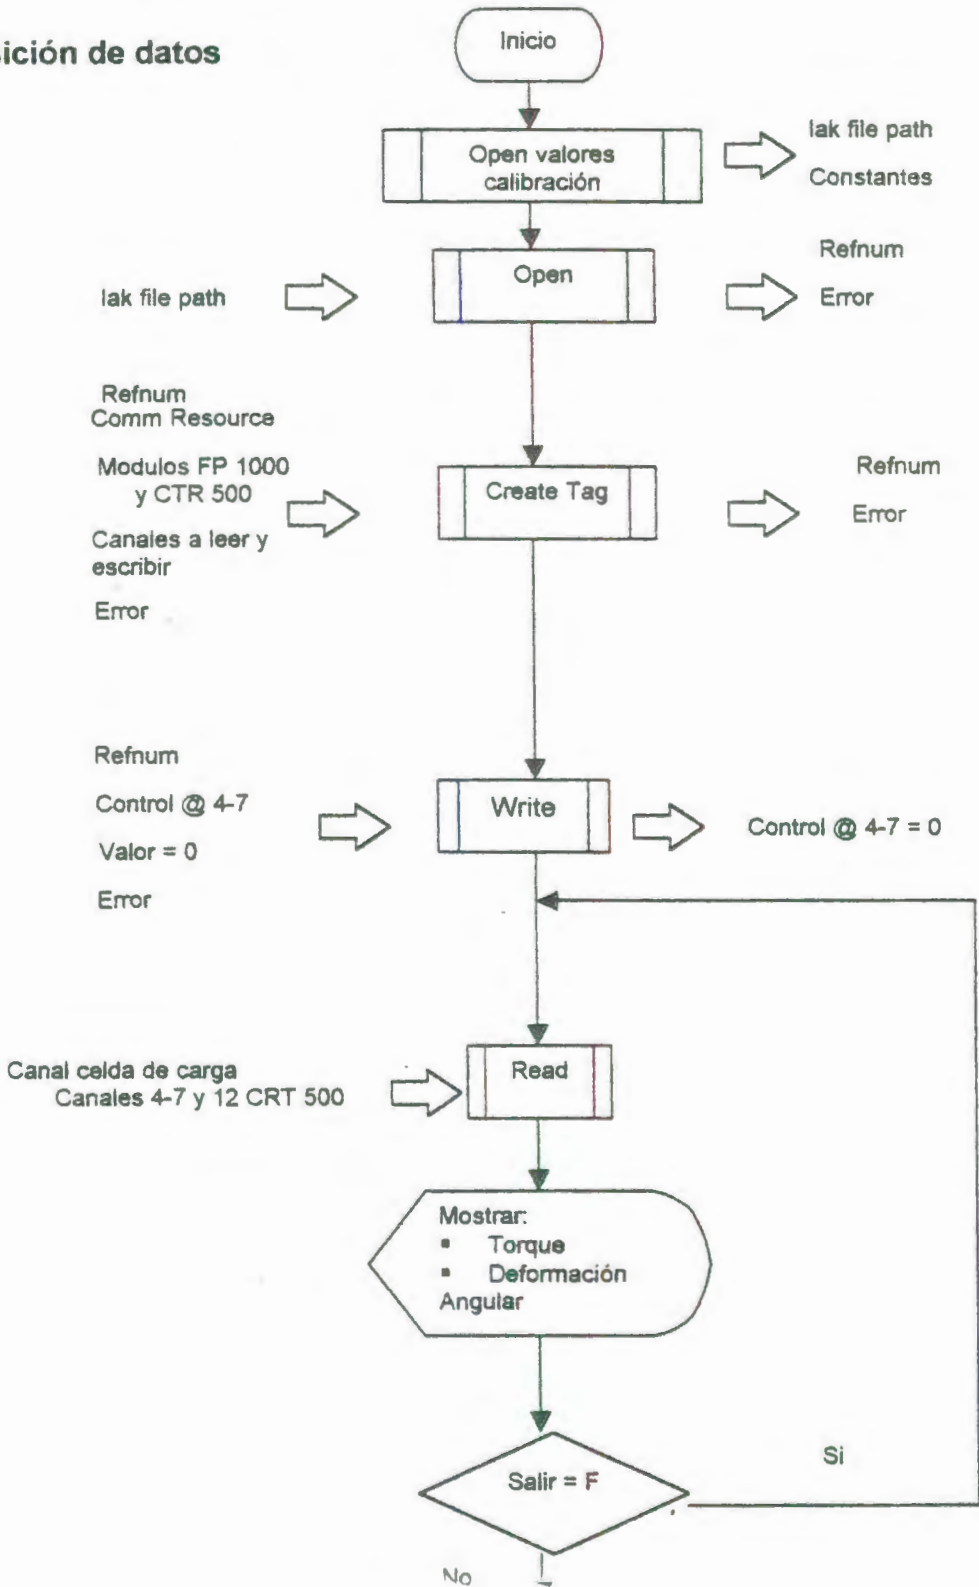 Inicio
sición de datos
Open valores
calibración
Iak file path
Constantes
Open
Iak file path
Refnum
Error
Refnum
Comm Resource
Modulos FP 1000
y CTR 500
Canales a leer y
escribir
Error
Create Tag
Refnum
Error
Refnum
Control @ 4-7
Valor = 0
Error
Write
Control @ 4-7 = 0
Canal celda de carga
Canales 4-7 y 12 CRT 500
Read
Mostrar:
▪ Torque
▪ Deformación
Angular
Salir = F
Si
No